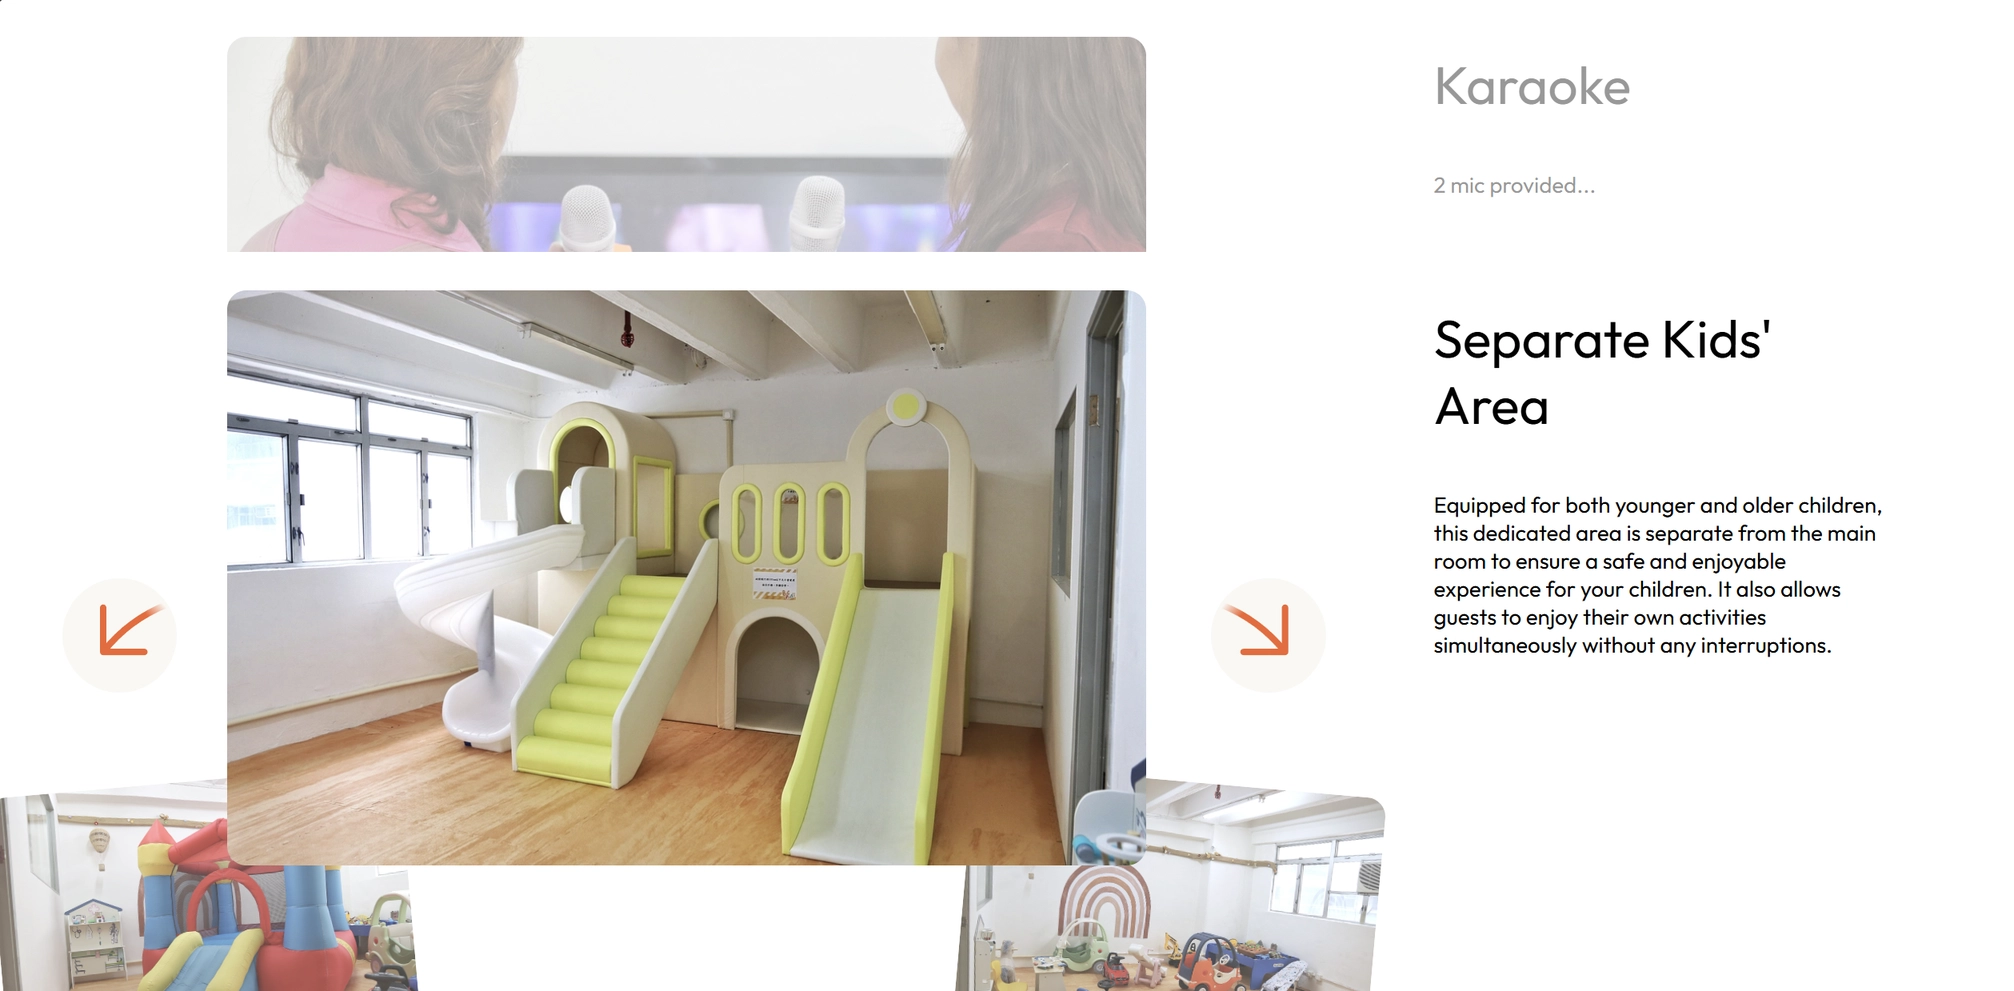 Karaoke
2 mic provided...
Separate Kids'
Area
Equipped for both younger and older children,
this dedicated area is separate from the main
room to ensure a safe and enjoyable
experience for your children. It also allows
guests to enjoy their own activities
simultaneously without any interruptions.